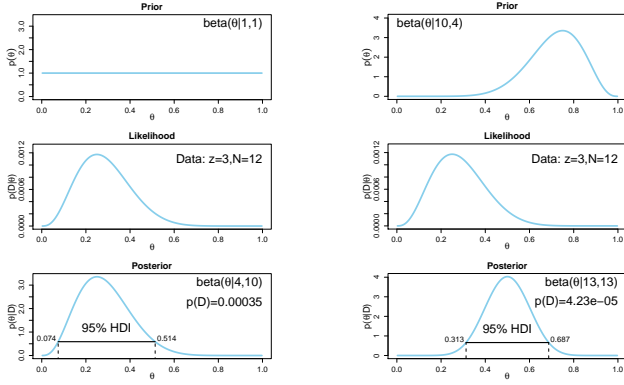 Prior
beta(θ|1,1)
p(θ)
0.0 1.0 2.0 3.0
0.0 0.2 0.4 0.6 0.8 1.0
θ
Likelihood
Data: z=3,N=12
p(D|θ)
0.0000 0.0006 0.0012
0.0 0.2 0.4 0.6 0.8 1.0
θ
Posterior
beta(θ|4,10)
p(D)=0.00035
95% HDI
0.074 0.514
p(θ|D)
0.0 1.0 2.0 3.0
0.0 0.2 0.4 0.6 0.8 1.0
θ
Prior
beta(θ|10,4)
p(θ)
0 1 2 3 4
0.0 0.2 0.4 0.6 0.8 1.0
θ
Likelihood
Data: z=3,N=12
p(D|θ)
0.0000 0.0006 0.0012
0.0 0.2 0.4 0.6 0.8 1.0
θ
Posterior
beta(θ|13,13)
p(D)=4.23e−05
95% HDI
0.313 0.687
p(θ|D)
0 1 2 3 4
0.0 0.2 0.4 0.6 0.8 1.0
θ